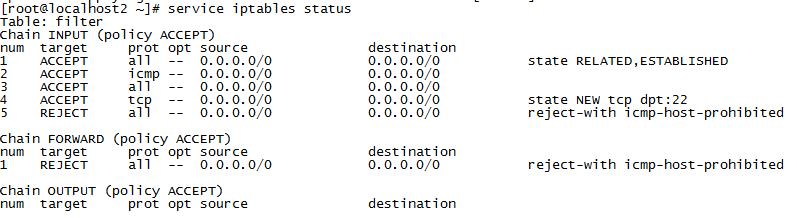 [root@localhost2 ~]# service iptables status
Table: filter
Chain INPUT (policy ACCEPT)
num  target     prot opt source               destination
1    ACCEPT     all  --  0.0.0.0/0            0.0.0.0/0           state RELATED,ESTABLISHED
2    ACCEPT     icmp --  0.0.0.0/0            0.0.0.0/0
3    ACCEPT     all  --  0.0.0.0/0            0.0.0.0/0
4    ACCEPT     tcp  --  0.0.0.0/0            0.0.0.0/0           state NEW tcp dpt:22
5    REJECT     all  --  0.0.0.0/0            0.0.0.0/0           reject-with icmp-host-prohibited
Chain FORWARD (policy ACCEPT)
num  target     prot opt source               destination
1    REJECT     all  --  0.0.0.0/0            0.0.0.0/0           reject-with icmp-host-prohibited
Chain OUTPUT (policy ACCEPT)
num  target     prot opt source               destination